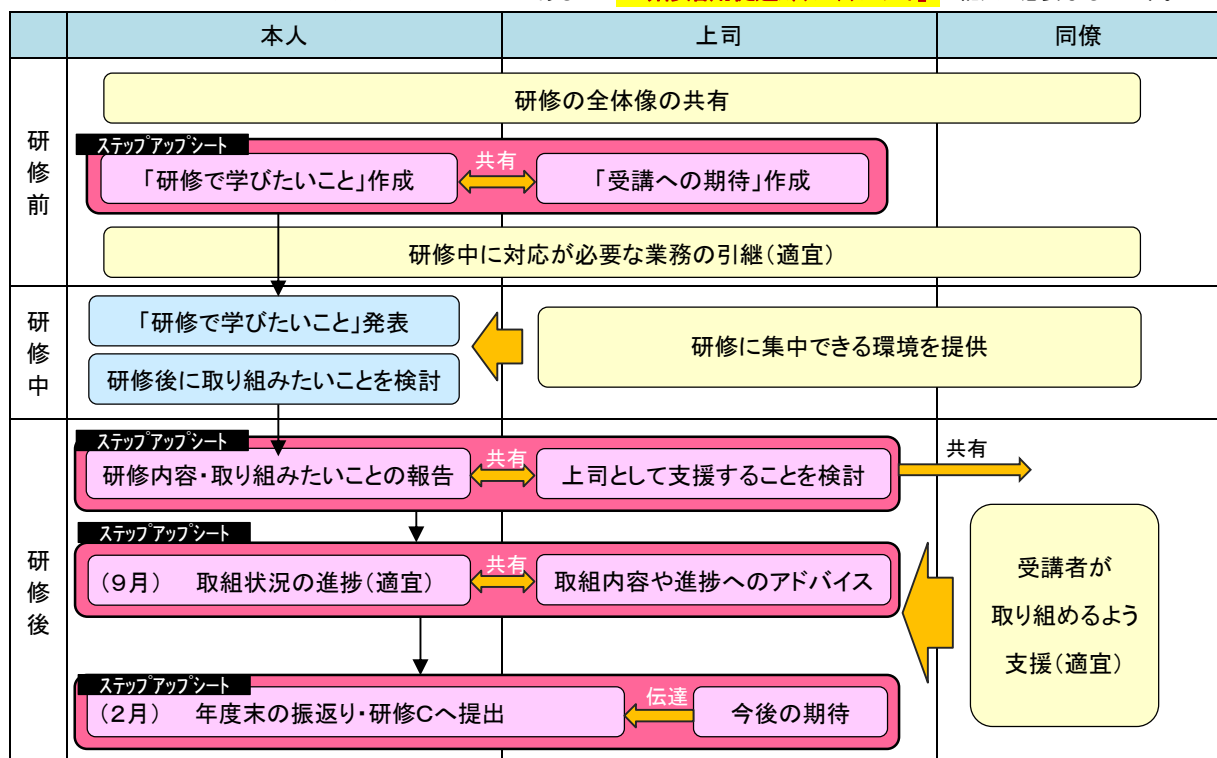 本人 上司 同僚
研修前
研修の全体像の共有
ステップアップシート
「研修で学びたいこと」作成
共有
「受講への期待」作成
研修中に対応が必要な業務の引継(適宜)
研修中
「研修で学びたいこと」発表
研修後に取り組みたいことを検討
研修に集中できる環境を提供
研修後
ステップアップシート
研修内容・取り組みたいことの報告
共有
上司として支援することを検討
共有
ステップアップシート
(9月) 取組状況の進捗(適宜)
共有
取組内容や進捗へのアドバイス
受講者が
取り組めるよう
支援(適宜)
ステップアップシート
(2月) 年度末の振返り・研修Cへ提出
伝達
今後の期待